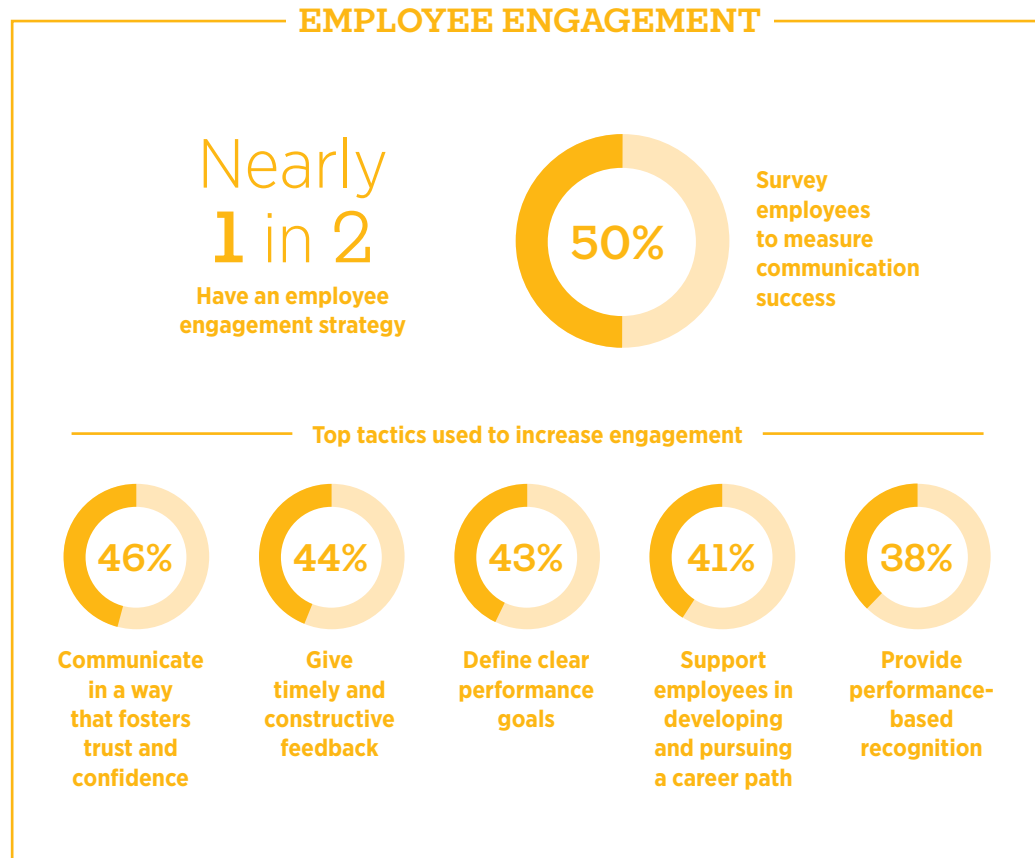 EMPLOYEE ENGAGEMENT
Nearly
1 in 2
Have an employee
engagement strategy
50%
Survey
employees
to measure
communication
success
Top tactics used to increase engagement
46%
Communicate
in a way
that fosters
trust and
confidence
44%
Give
timely and
constructive
feedback
43%
Define clear
performance
goals
41%
Support
employees in
developing
and pursuing
a career path
38%
Provide
performance-
based
recognition